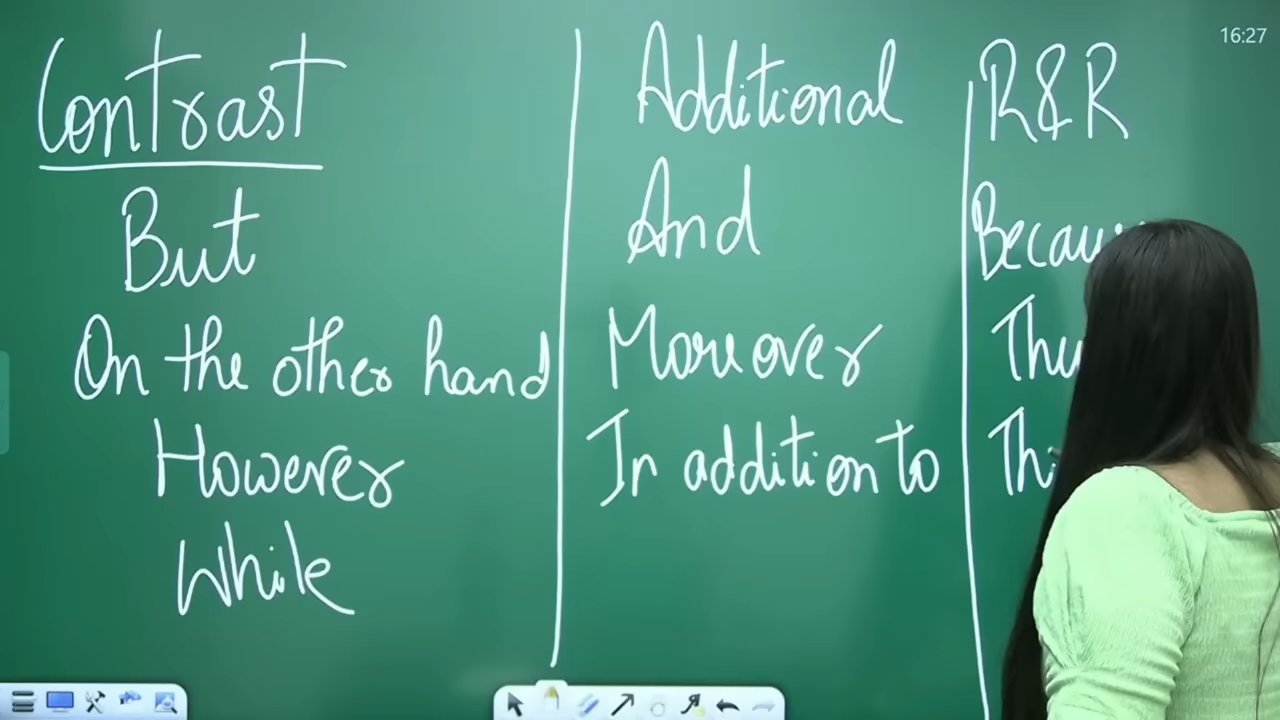 16:27
Contrast
But
On the other hand
However
While
Additional
And
Moreover
In addition to
R&R